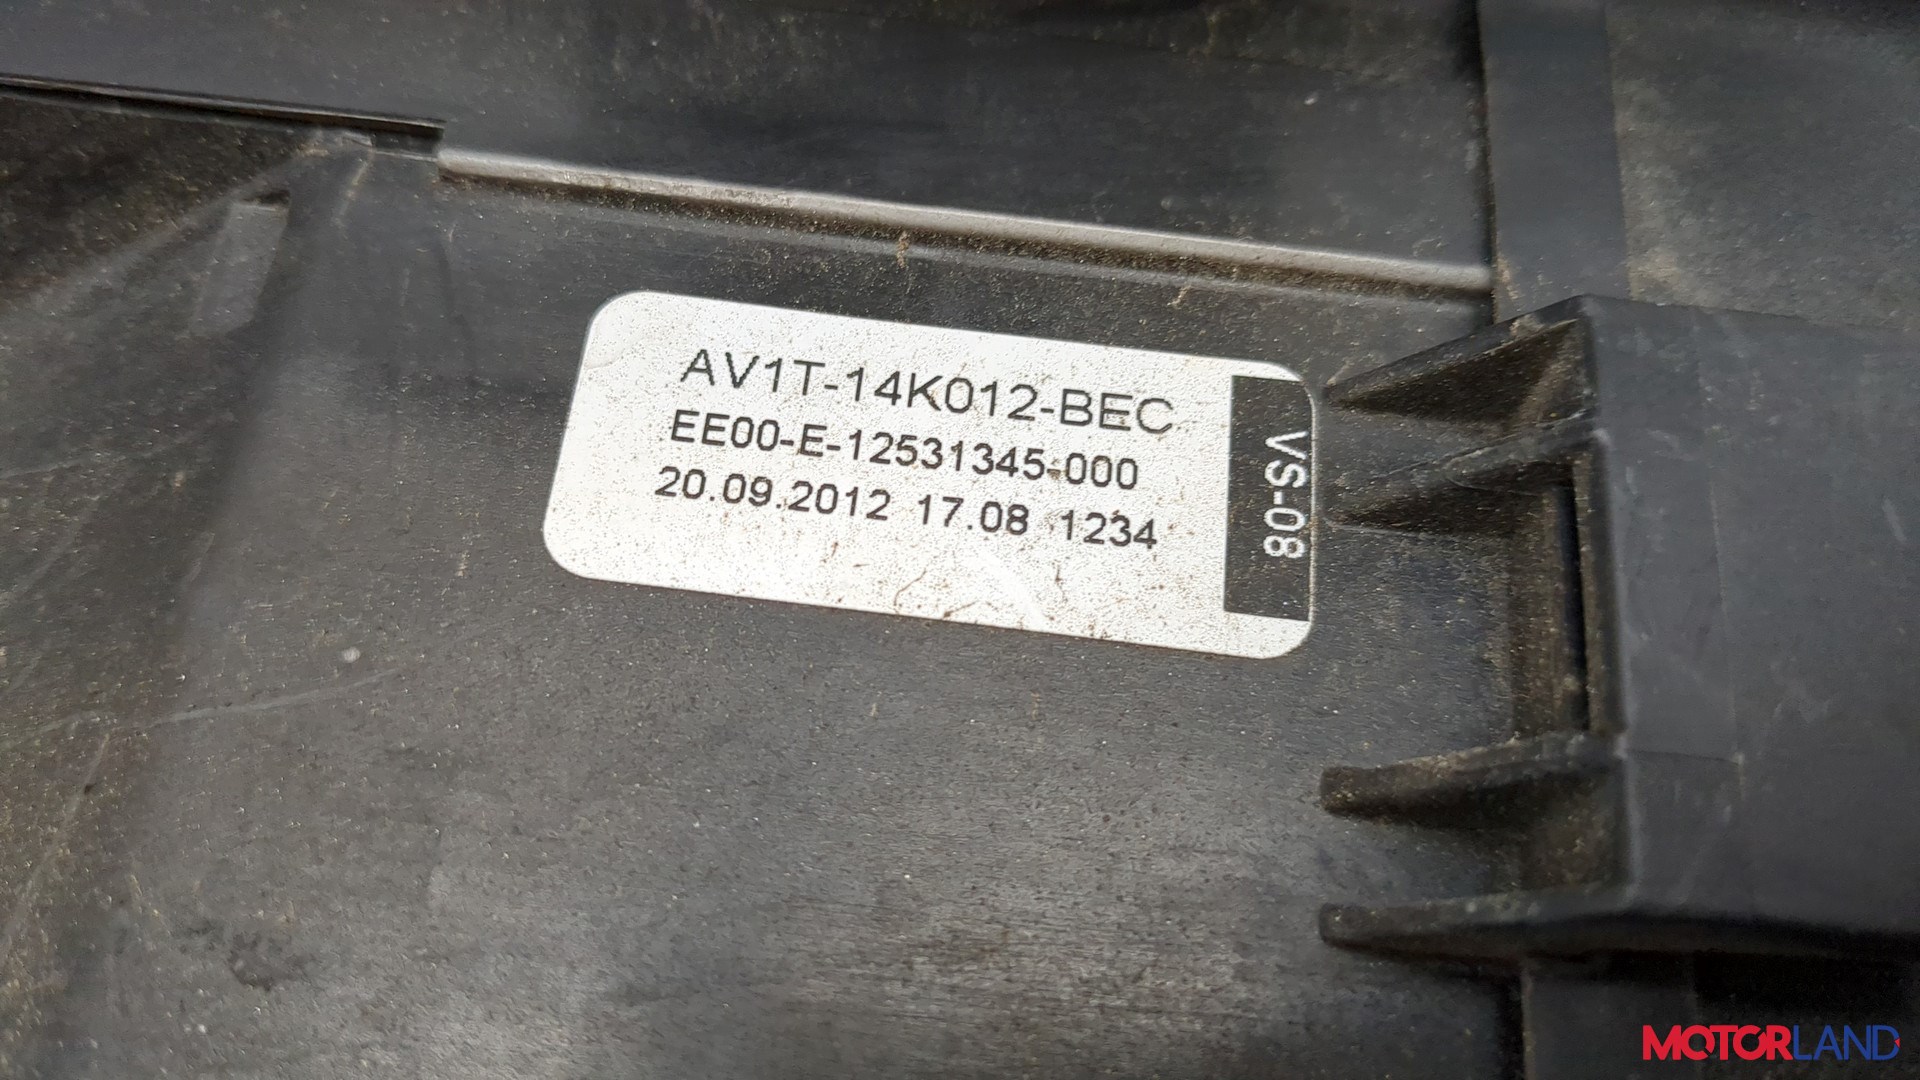 AV1T-14K012-BEC
EE00-E-12531345-000
20.09.2012 17.08 1234
VS-08
MOTORLAND